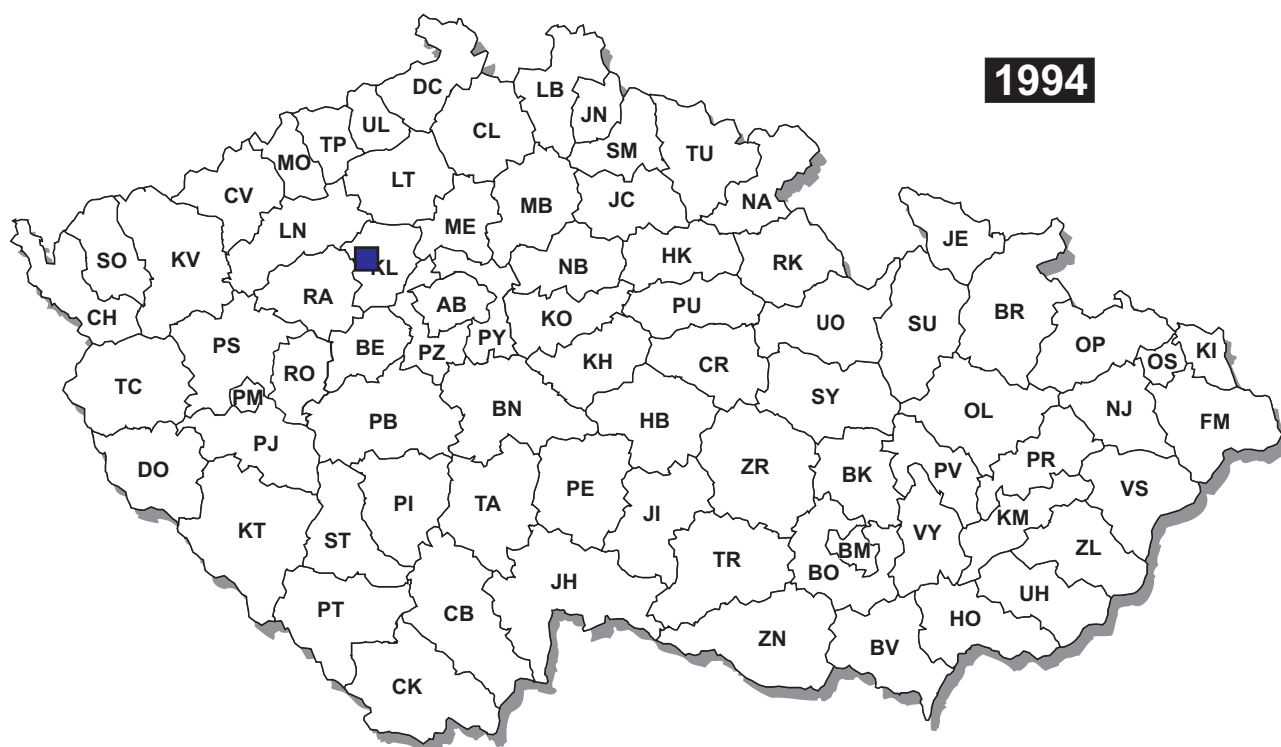 1994
DC
LB
JN
UL
CL
TP
MO
SM
TU
LT
CV
MB
JC
NA
ME
LN
JE
SO
KV
KL
NB
HK
RK
RA
AB
CH
KO
PU
UO
SU
BR
PS
BE
PZ
PY
OP
OS
KI
TC
RO
KH
CR
PM
SY
PB
BN
HB
OL
NJ
FM
PJ
DO
ZR
BK
PV
PR
VS
KT
PI
TA
PE
JI
KM
ST
VY
BM
ZL
TR
BO
JH
PT
CB
UH
HO
ZN
BV
CK